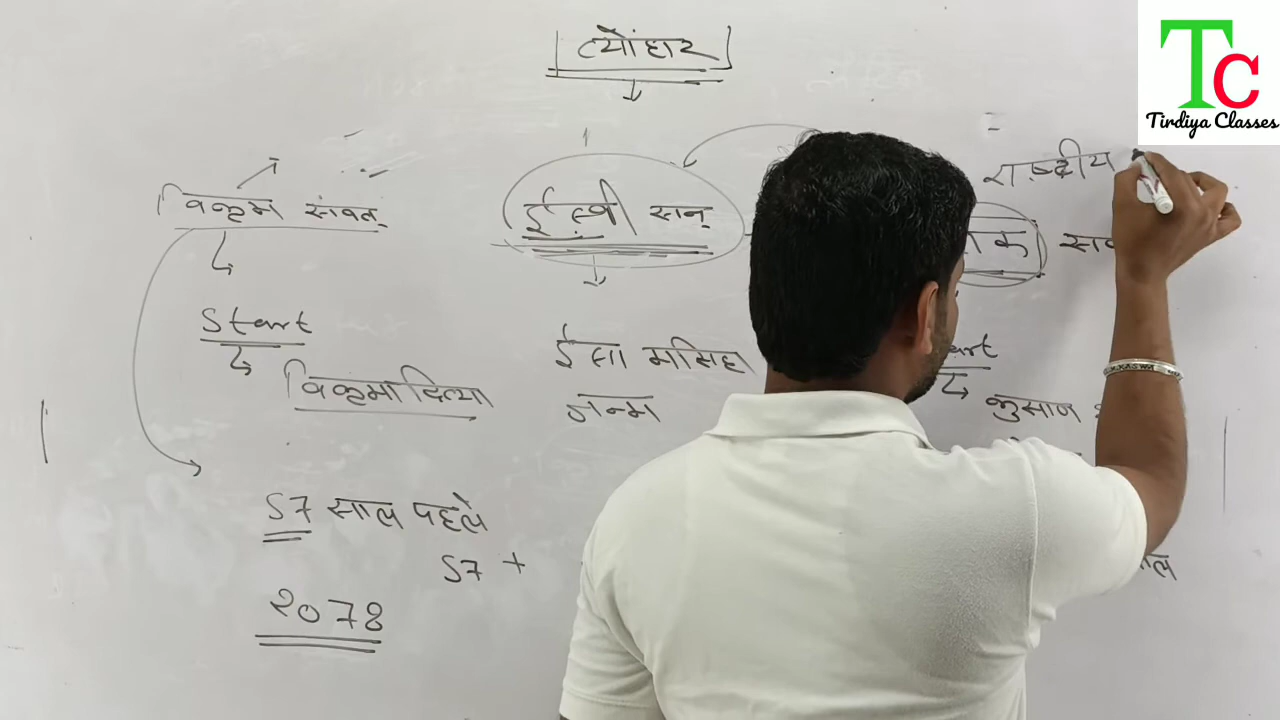 त्यौंहार
TC
Tirdiya Classes
राष्ट्रीय
विक्रम संवत
ईस्वी सन्
Start
विक्रमादित्या
ईसा मसिह
जन्म
कुसाण
57 साल पहले
57 +
2078